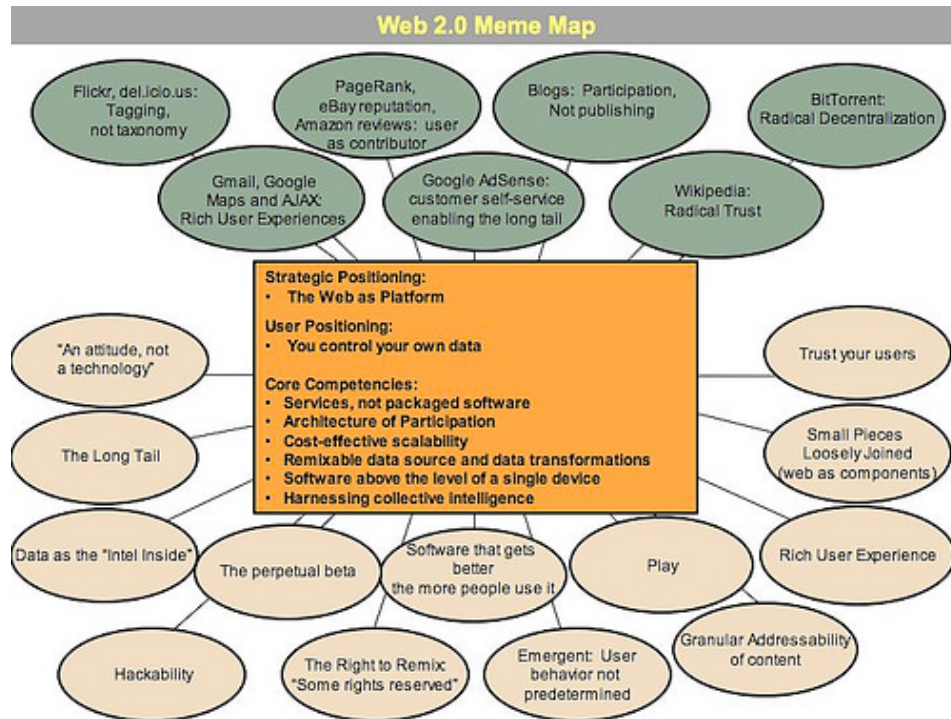 Web 2.0 Meme Map
Flickr, del.icio.us:
Tagging,
not taxonomy
PageRank,
eBay reputation,
Amazon reviews: user
as contributor
Blogs: Participation,
Not publishing
BitTorrent:
Radical Decentralization
Gmail, Google
Maps and AJAX:
Rich User Experiences
Google AdSense:
customer self-service
enabling the long tail
Wikipedia:
Radical Trust
Strategic Positioning:
• The Web as Platform
User Positioning:
• You control your own data
Core Competencies:
• Services, not packaged software
• Architecture of Participation
• Cost-effective scalability
• Remixable data source and data transformations
• Software above the level of a single device
• Harnessing collective intelligence
“An attitude, not
a technology”
Trust your users
The Long Tail
Small Pieces
Loosely Joined
(web as components)
Data as the “Intel Inside”
The perpetual beta
Software that gets
better
the more people use it
Play
Rich User Experience
Hackability
The Right to Remix:
“Some rights reserved”
Emergent: User
behavior not
predetermined
Granular Addressability
of content